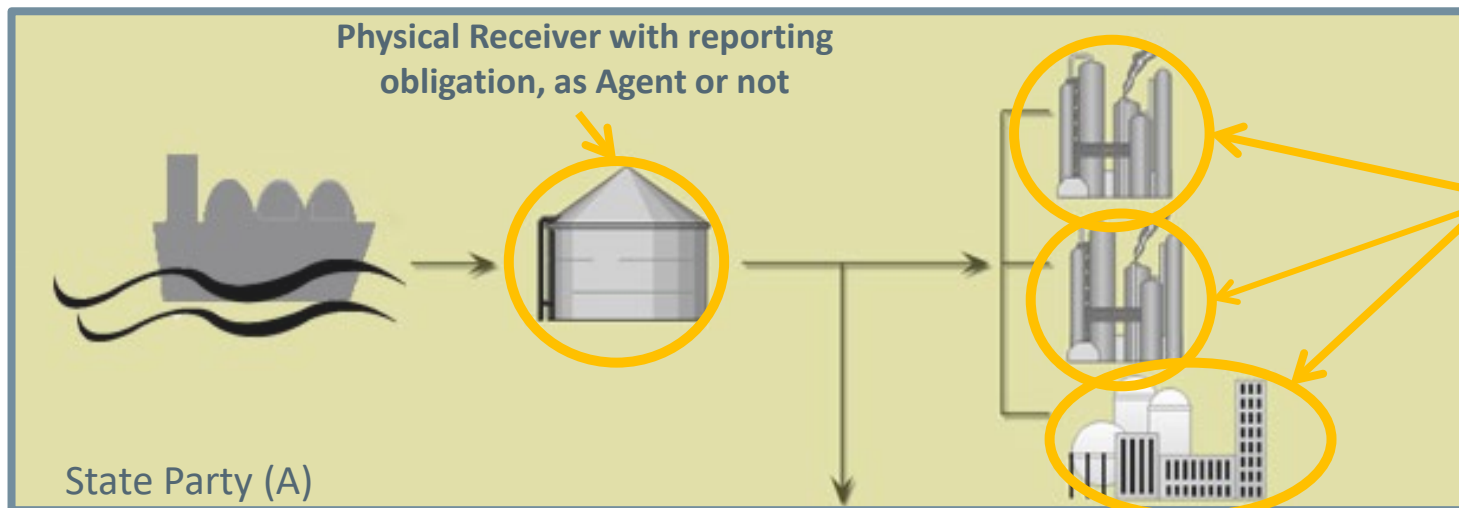 Physical Receiver with reporting
obligation, as Agent or not
State Party (A)